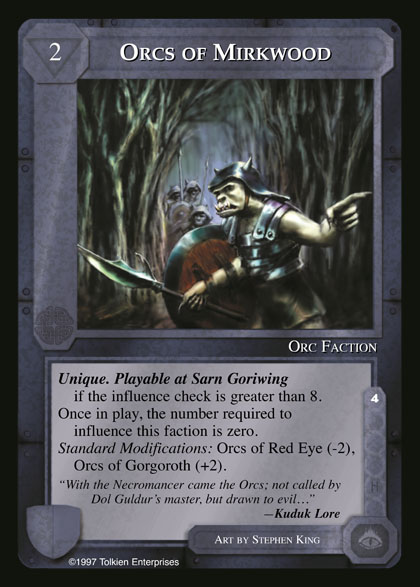 2
ORCS OF MIRKWOOD
ORC FACTION
Unique. Playable at Sarn Goriwing
if the influence check is greater than 8.
Once in play, the number required to
influence this faction is zero.
Standard Modifications: Orcs of Red Eye (-2),
Orcs of Gorgoroth (+2).
4
H
“With the Necromancer came the Orcs; not called by
Dol Guldur’s master, but drawn to evil…”
–Kuduk Lore
ART BY STEPHEN KING
©1997 Tolkien Enterprises